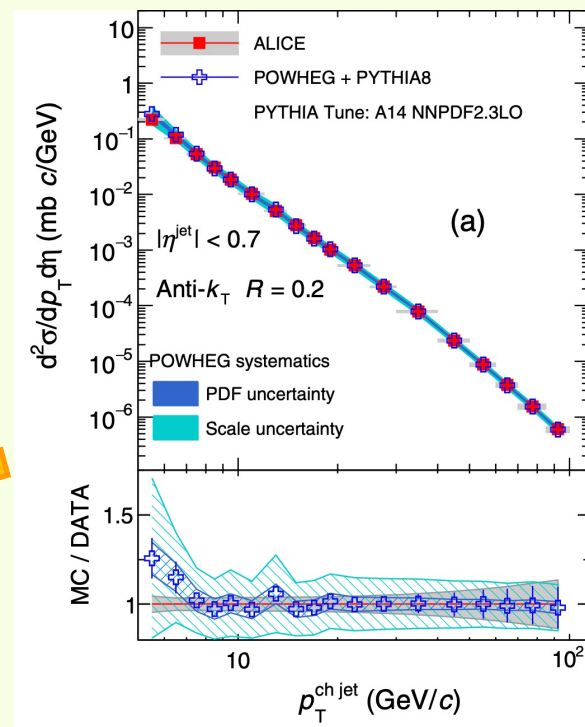 10
1
10⁻¹
10⁻²
10⁻³
10⁻⁴
10⁻⁵
10⁻⁶
d²σ/dp_T dη (mb c/GeV)
ALICE
POWHEG + PYTHIA8
PYTHIA Tune: A14 NNPDF2.3LO
(a)
|η^jet| < 0.7
Anti-k_T R = 0.2
POWHEG systematics
PDF uncertainty
Scale uncertainty
MC / DATA
1.5
1
10
10²
p_T^ch jet (GeV/c)